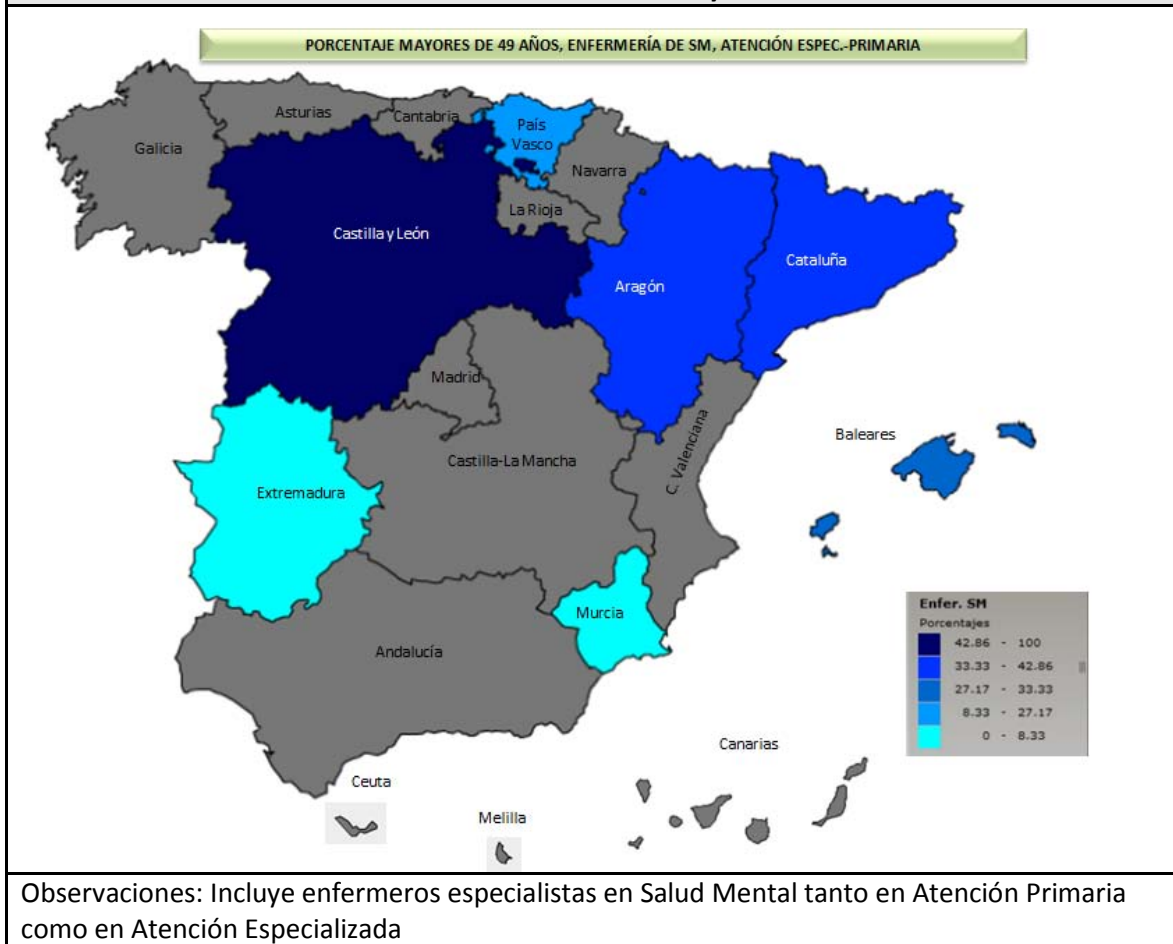 PORCENTAJE MAYORES DE 49 AÑOS, ENFERMERÍA DE SM, ATENCIÓN ESPEC.-PRIMARIA
Asturias
Cantabria
País
Vasco
Galicia
Navarra
La Rioja
Castilla y León
Cataluña
Aragón
Madrid
Baleares
C. Valenciana
Castilla-La Mancha
Extremadura
Enfer. SM
Porcentajes
42.86 - 100
33.33 - 42.86
27.17 - 33.33
8.33 - 27.17
0 - 8.33
Murcia
Andalucía
Canarias
Ceuta
Melilla
Observaciones: Incluye enfermeros especialistas en Salud Mental tanto en Atención Primaria
como en Atención Especializada